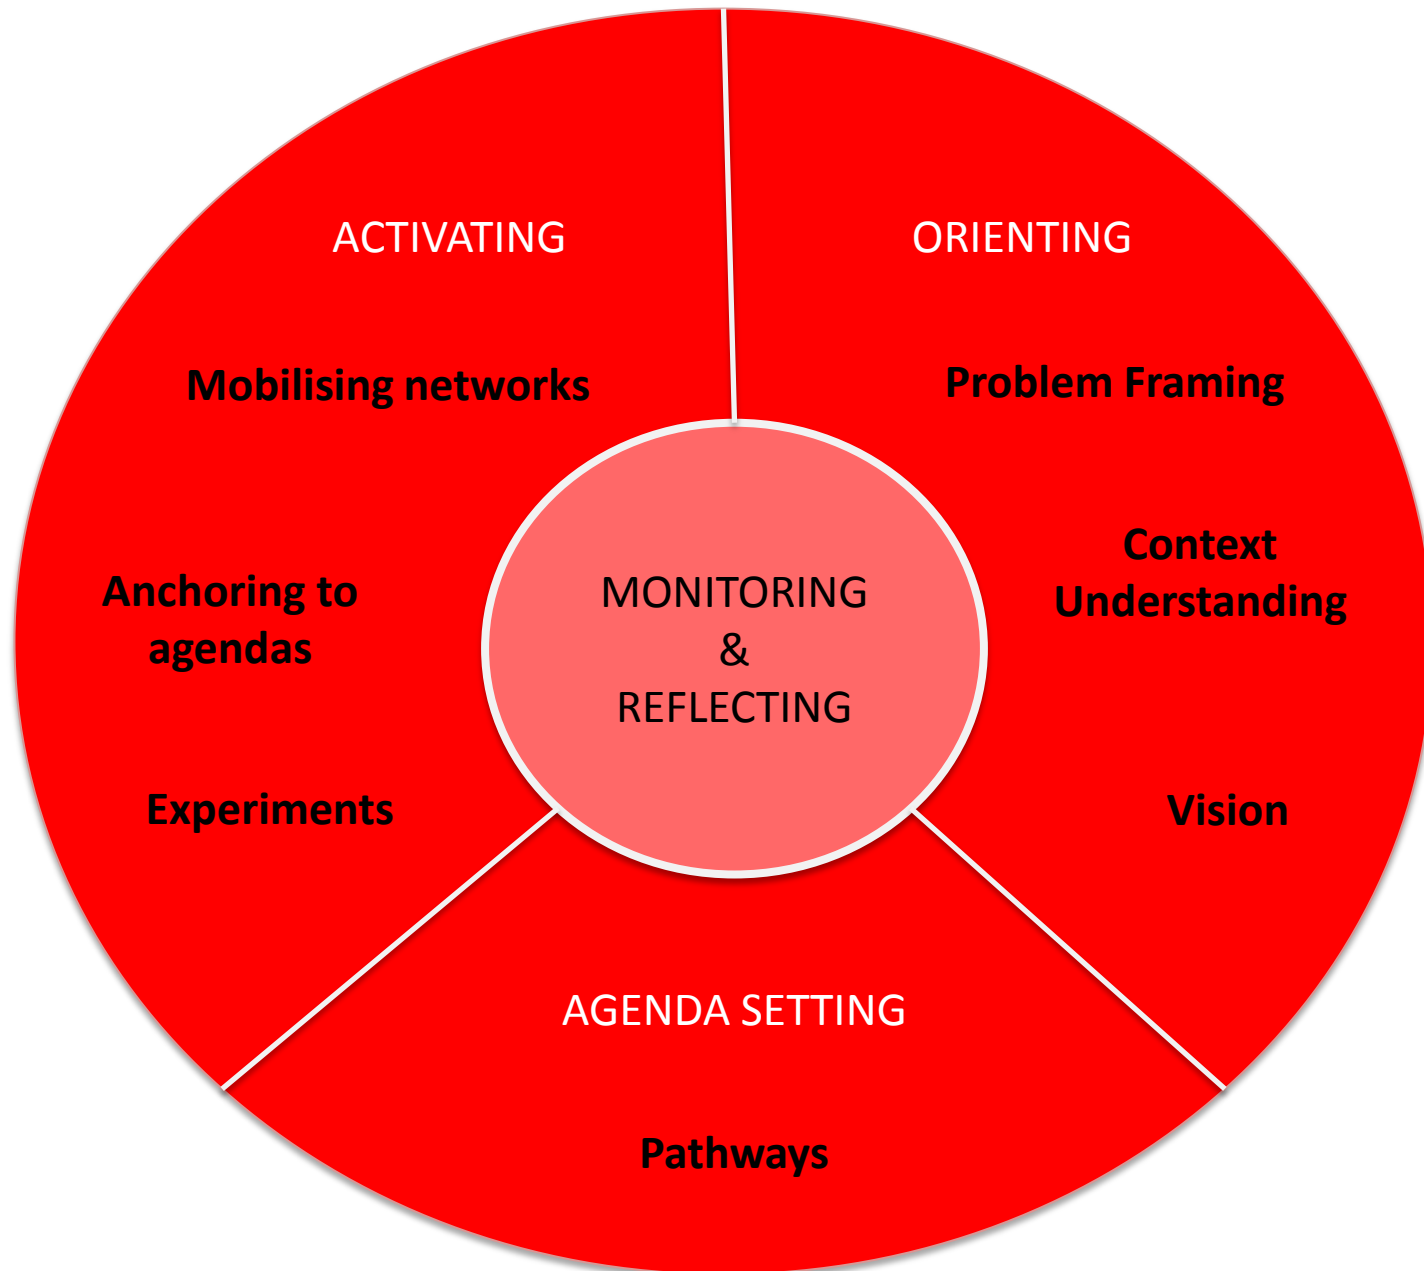 ACTIVATING
Mobilising networks
Anchoring to
agendas
Experiments
ORIENTING
Problem Framing
Context
Understanding
Vision
MONITORING
&
REFLECTING
AGENDA SETTING
Pathways